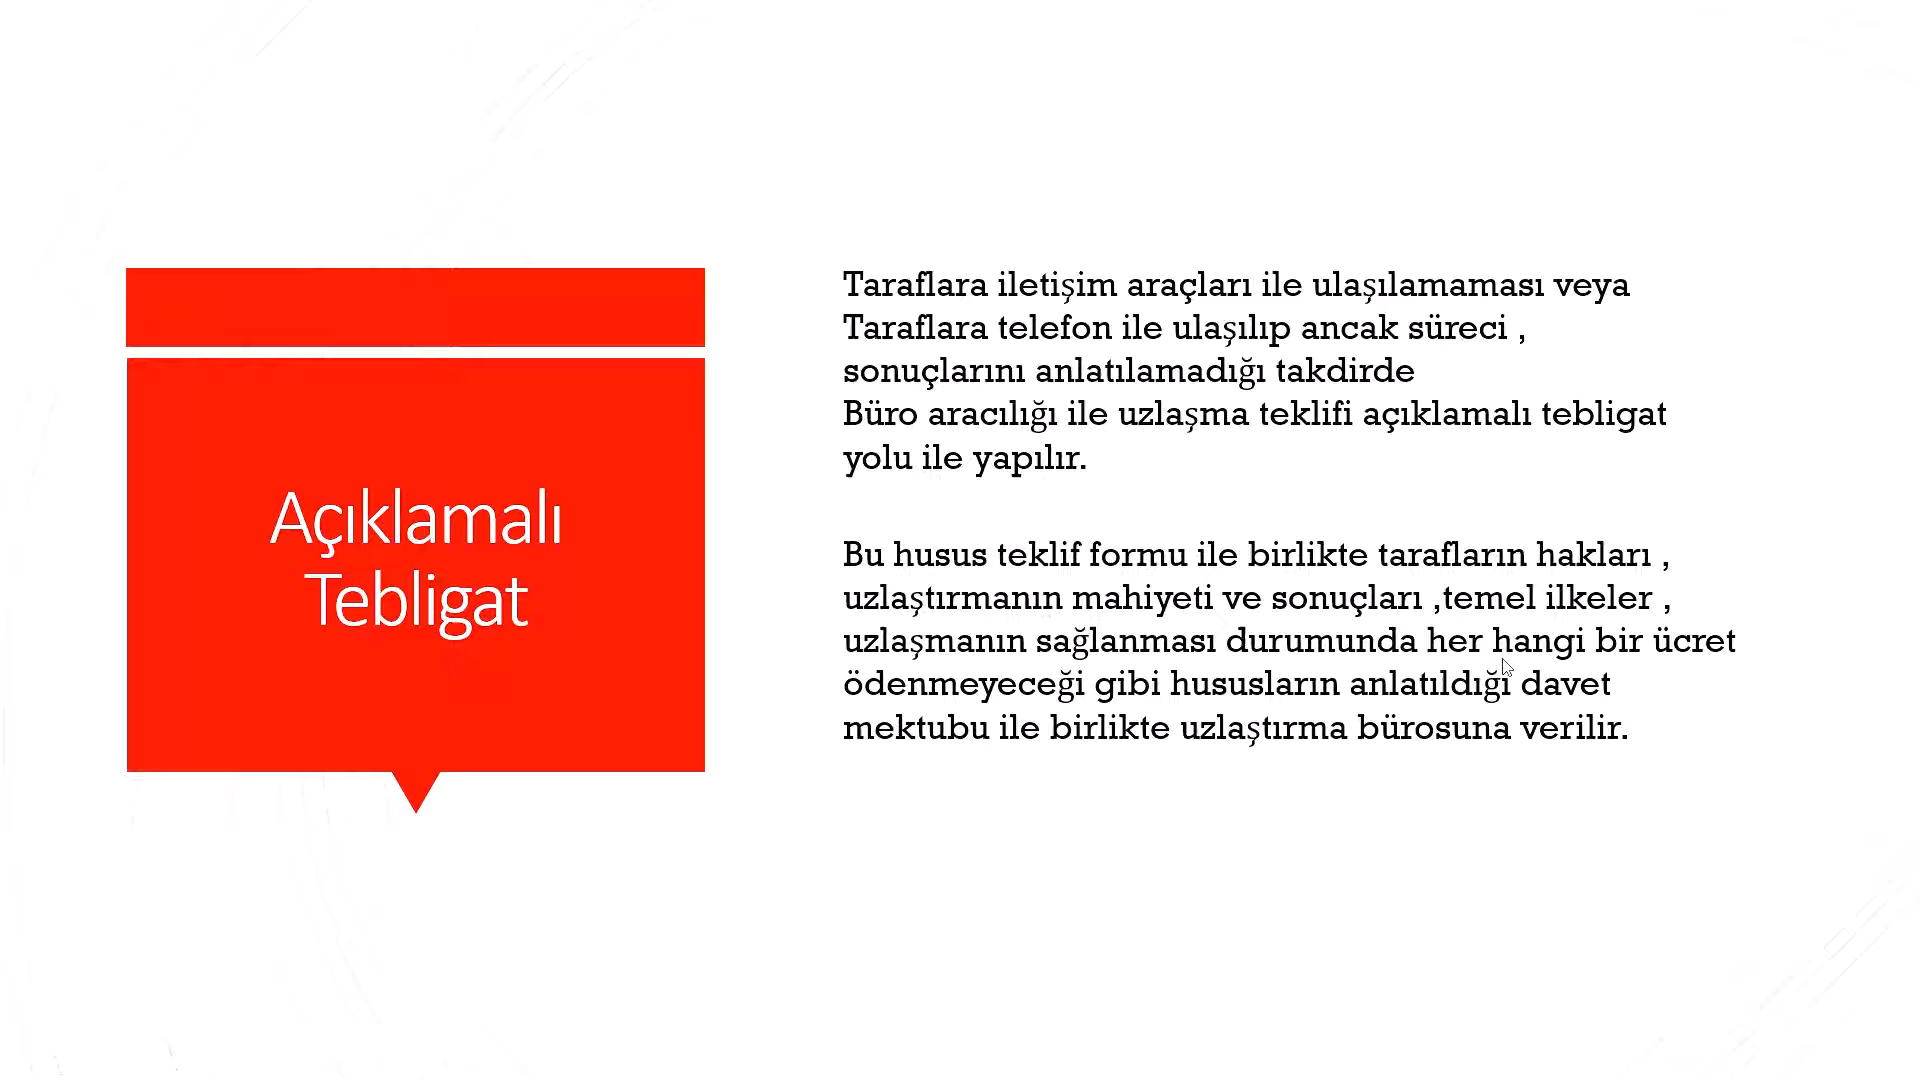 Açıklamalı
Tebligat
Taraflara iletişim araçları ile ulaşılamaması veya
Taraflara telefon ile ulaşılıp ancak süreci ,
sonuçlarını anlatılamadığı takdirde
Büro aracılığı ile uzlaşma teklifi açıklamalı tebligat
yolu ile yapılır.
Bu husus teklif formu ile birlikte tarafların hakları ,
uzlaştırmanın mahiyeti ve sonuçları ,temel ilkeler ,
uzlaşmanın sağlanması durumunda her hangi bir ücret
ödenmeyeceği gibi hususların anlatıldığı davet
mektubu ile birlikte uzlaştırma bürosuna verilir.